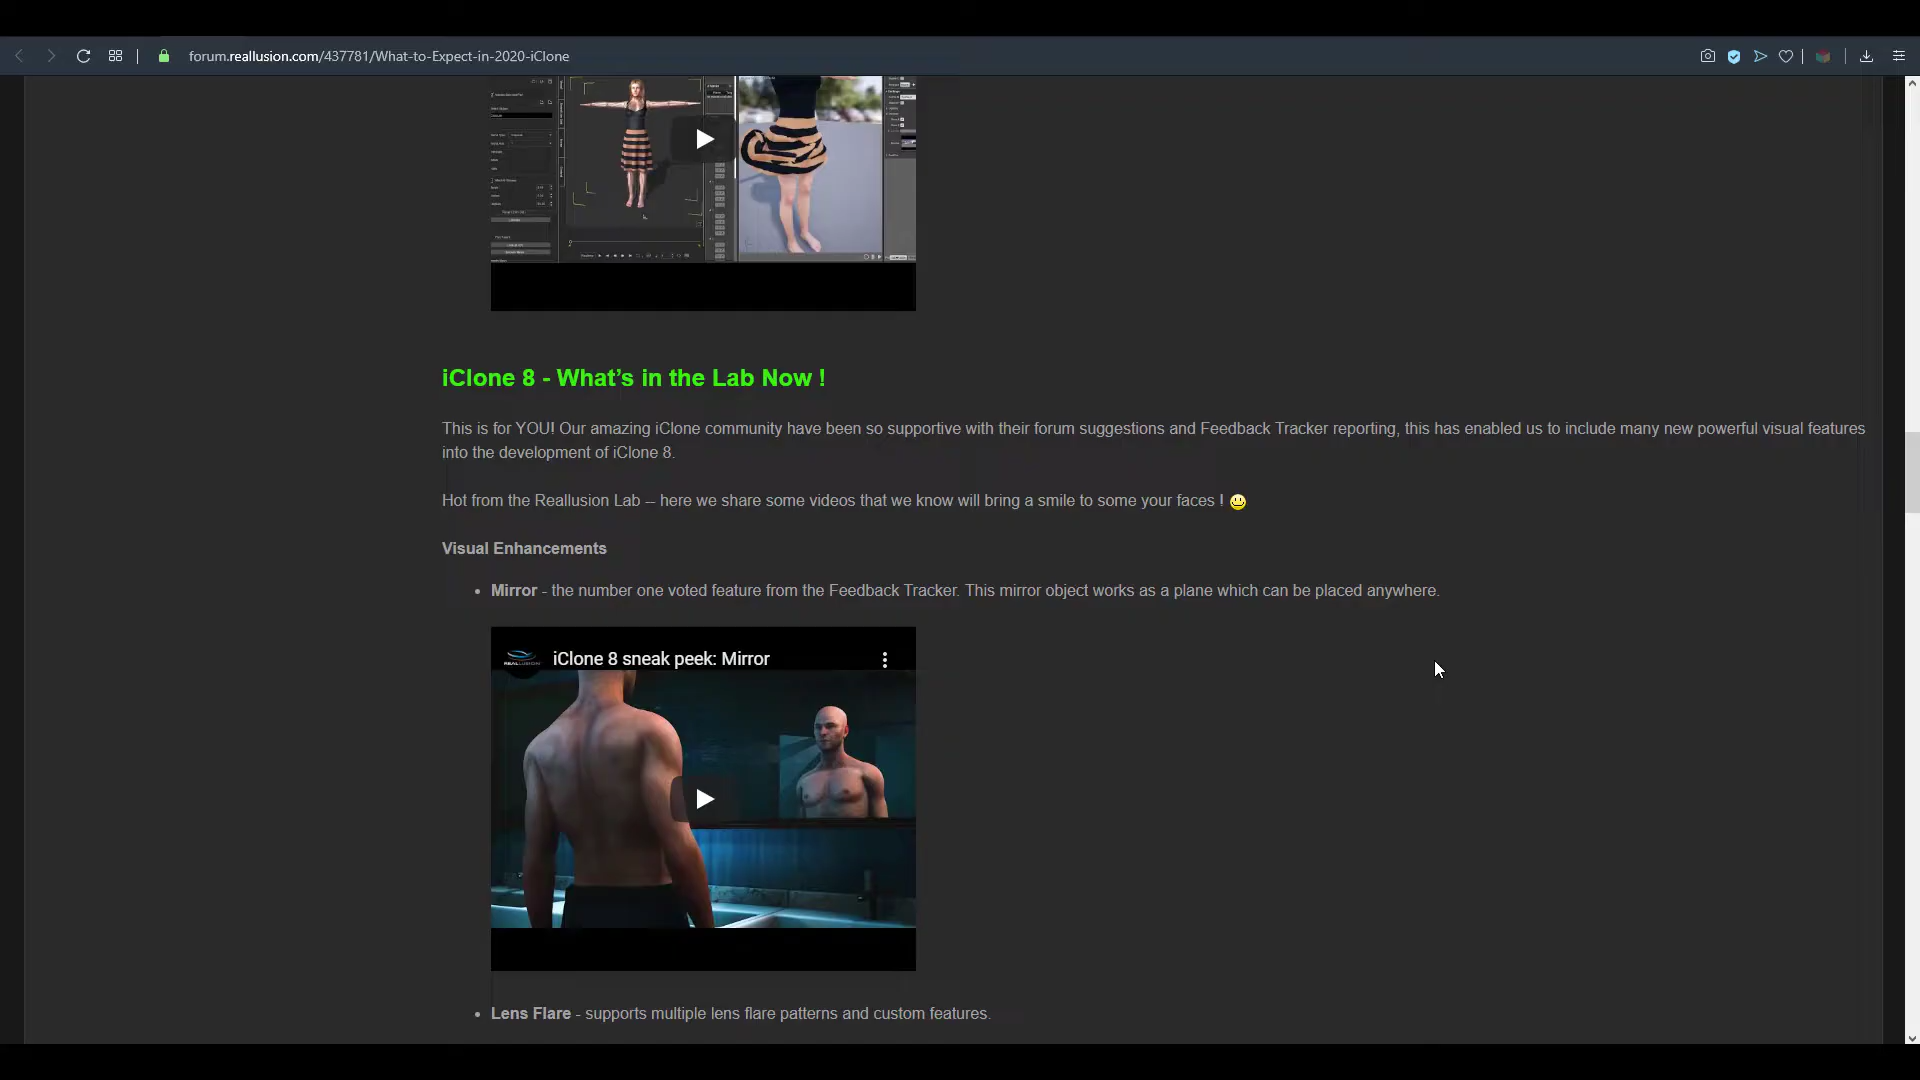 forum.reallusion.com/437781/What-to-Expect-in-2020-iClone
iClone 8 - What’s in the Lab Now !
This is for YOU! Our amazing iClone community have been so supportive with their forum suggestions and Feedback Tracker reporting, this has enabled us to include many new powerful visual features
into the development of iClone 8.
Hot from the Reallusion Lab -- here we share some videos that we know will bring a smile to some your faces !
Visual Enhancements
• Mirror - the number one voted feature from the Feedback Tracker. This mirror object works as a plane which can be placed anywhere.
REALLUSION
iClone 8 sneak peek: Mirror
• Lens Flare - supports multiple lens flare patterns and custom features.